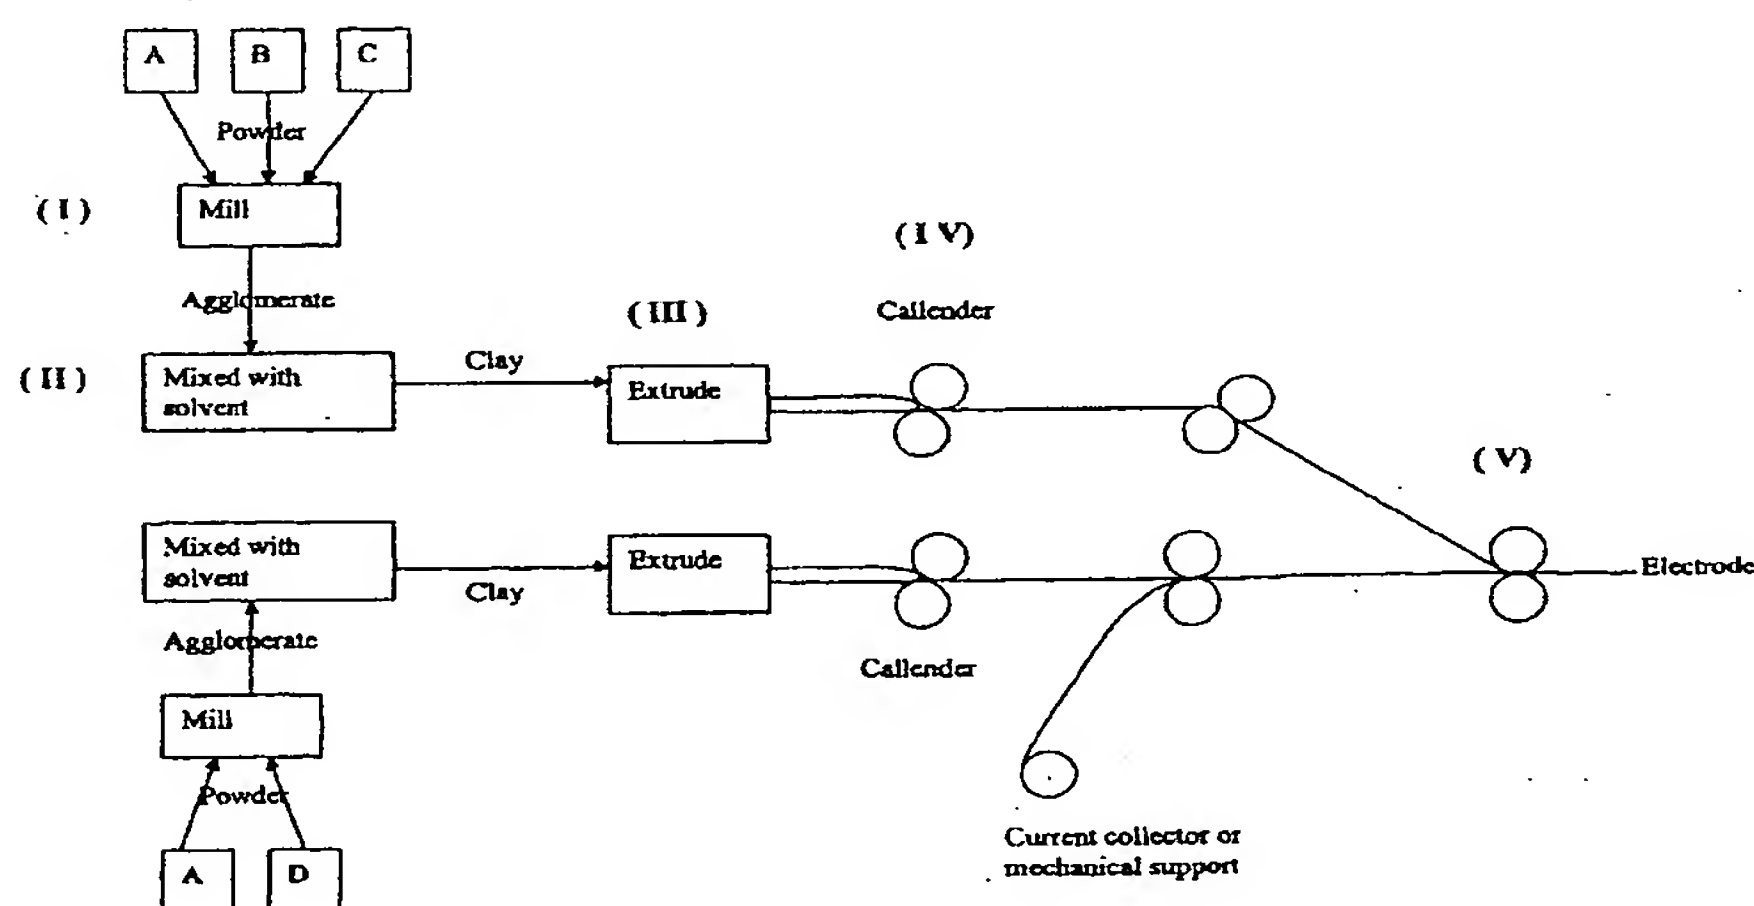 A
B
C
Powder
( I )
Mill
( I V)
Agglomerate
( III )
Callender
( II )
Mixed with
solvent
Clay
Extrude
( V)
Mixed with
solvent
Clay
Extrude
Electrode
Agglomerate
Callender
Mill
Powder
Current collector or
mechanical support
A
D